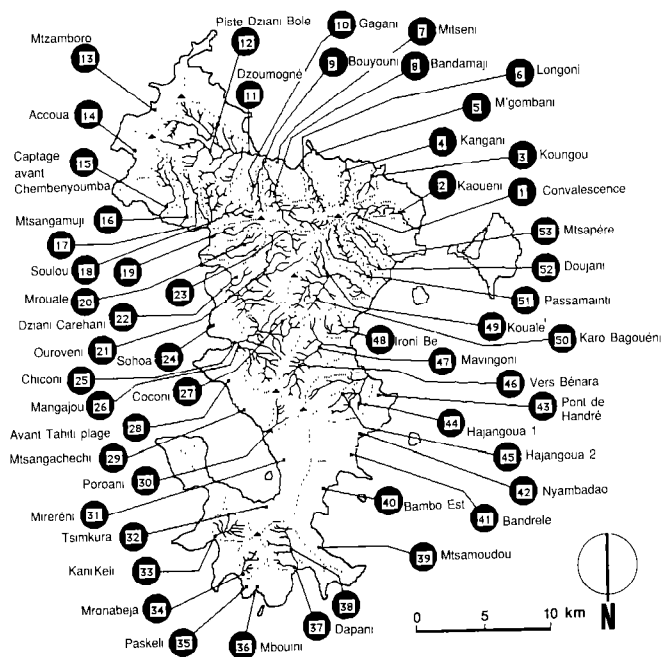 Piste Dziani Bole
12
10 Gagani
7 Mitseni
Mtzamboro
13
9 Bouyouni
8 Bandamaji
Dzoumogné
11
6 Longoni
5 M'gombani
Accoua
14
4 Kangani
3 Koungou
Captage
avant
Chembenyoumba
15
2 Kaoueni
1 Convalescence
Mtsangamuji 16
17
53 Mtsapére
Soulou 18
19
52 Doujani
Mrouale
20
23
51 Passamainti
Dziani Carehani 22
49 Kouale'
50 Karo Bagouéni
Ouroveni 21
Sohoa 24
48 Ironi Be
47 Mavingoni
Chiconi
25
46 Vers Bénara
Mangajou 26
Coconi 27
43 Pont de
Handré
Avant Tahiti plage 28
44
Hajangoua 1
Mtsangachechi
29
45 Hajangoua 2
Poroani 30
42 Nyambadao
Mireréni 31
40 Bambo Est
41
Bandrele
Tsimkura 32
39 Mtsamoudou
Kani Keli 33
Mronabeja 34
38
Paskeli 35
36
Mbouini
37
Dapani
0 5 10 km
N